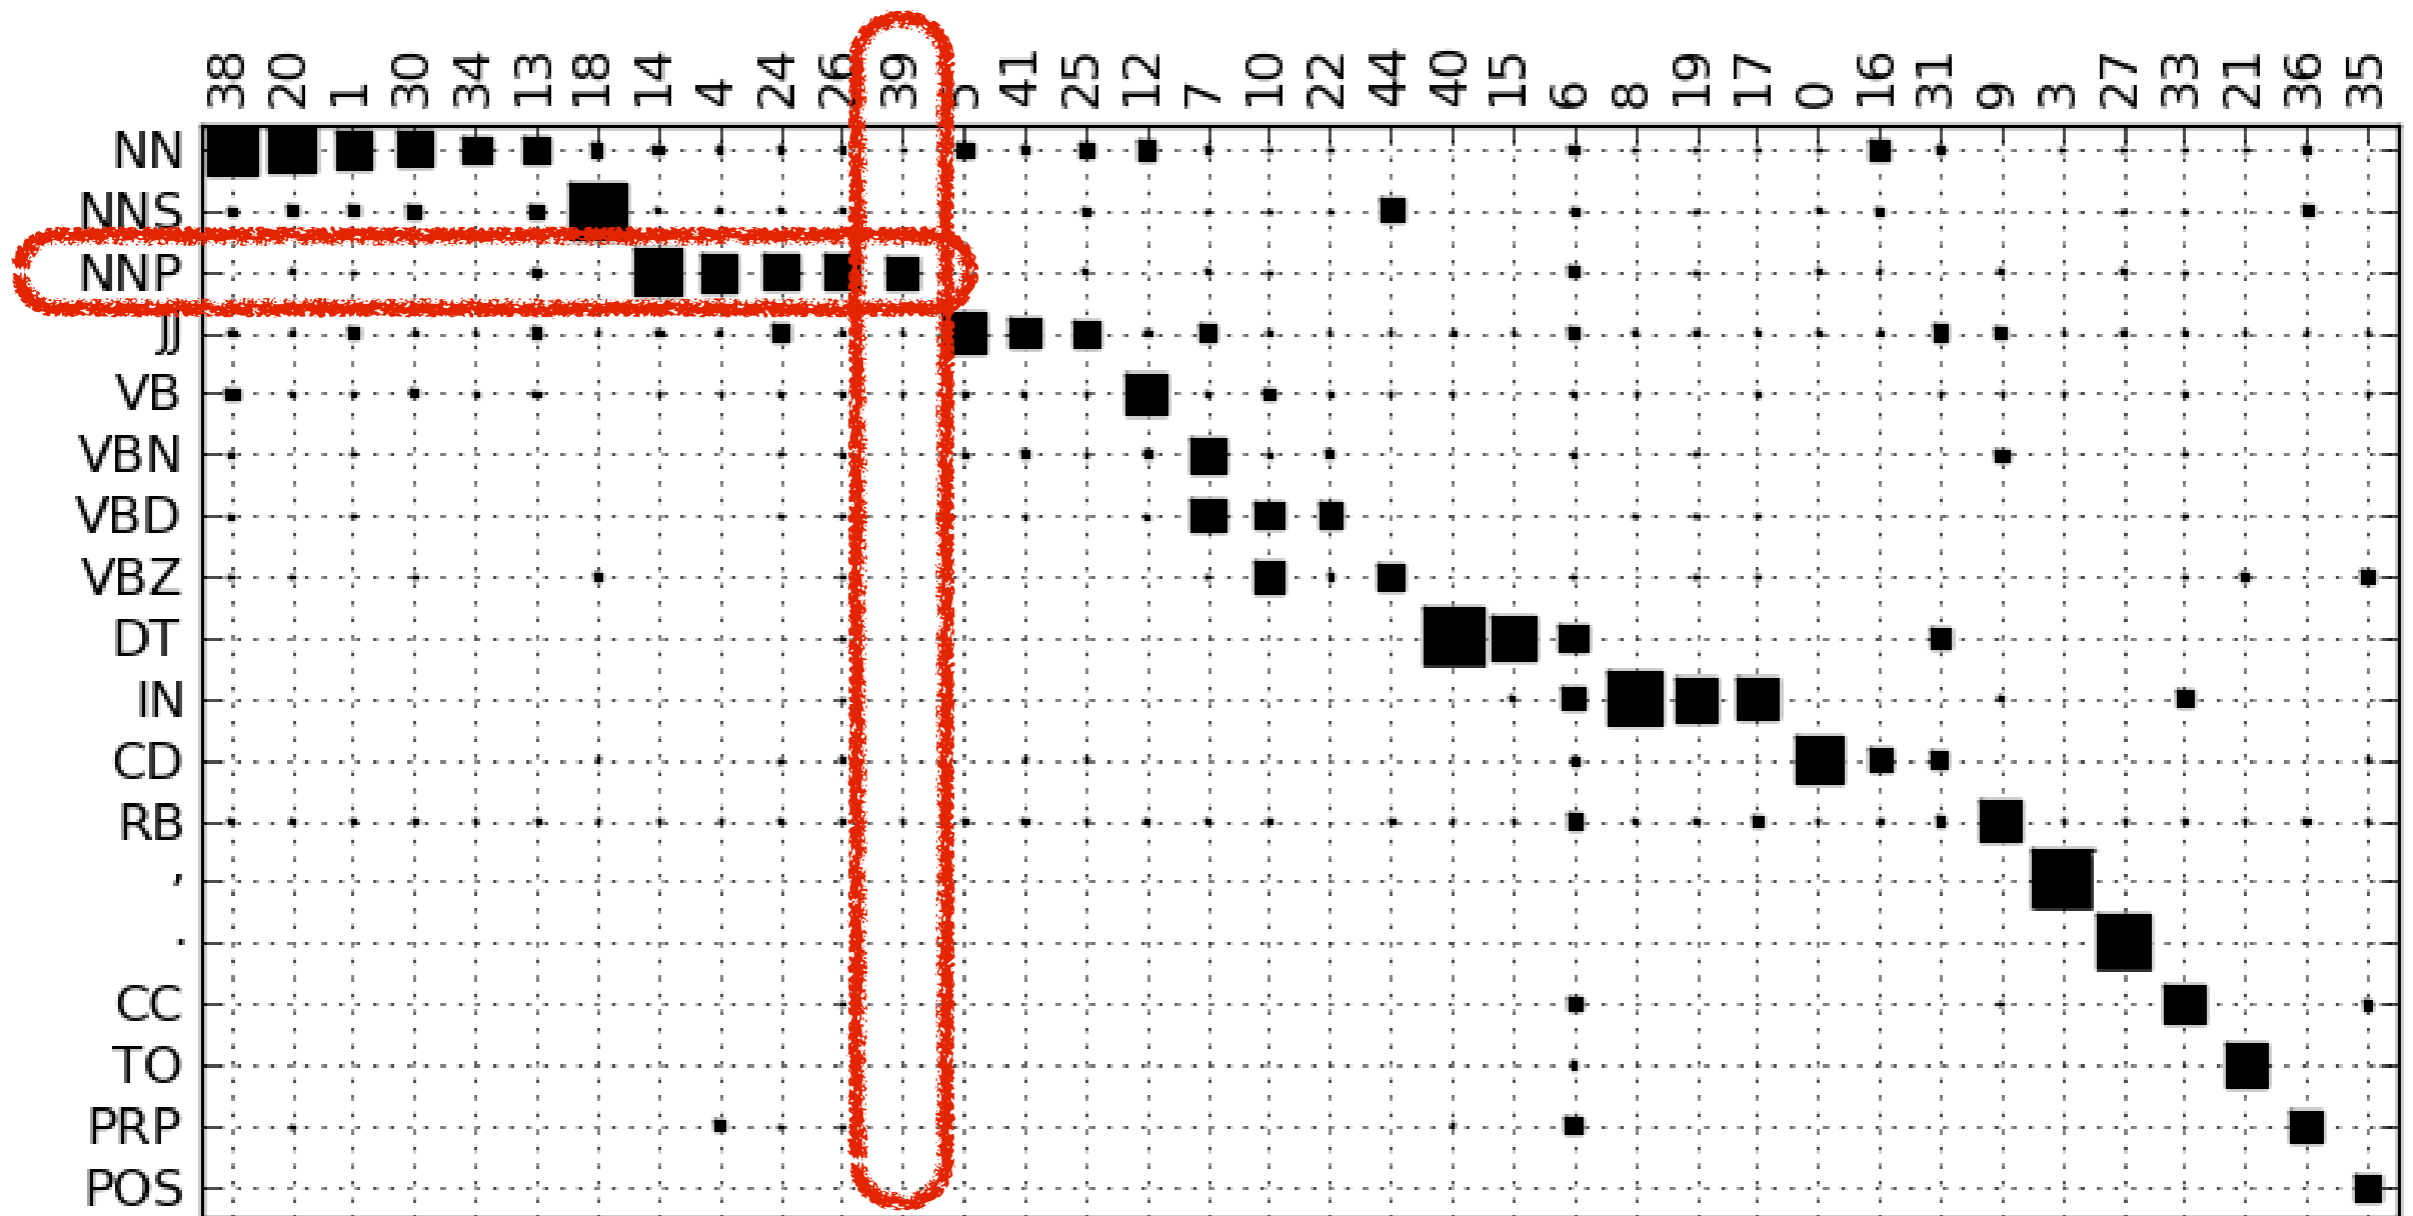 38 20 1 30 34 13 18 14 4 24 26 39 5 41 25 12 7 10 22 44 40 15 6 8 19 17 0 16 31 9 3 27 33 21 36 35
NN
NNS
NNP
JJ
VB
VBN
VBD
VBZ
DT
IN
CD
RB
,
.
CC
TO
PRP
POS